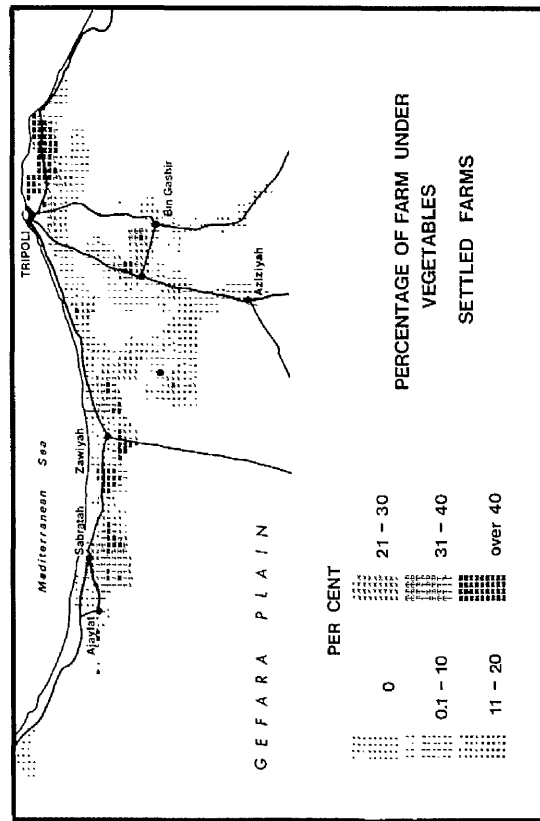 Mediterranean Sea
TRIPOLI
Ajaylat
Sabratah
Zawiyah
Bin Gashir
Aziziyah
GEFARA PLAIN
PER CENT
0
21 – 30
0.1 – 10
31 – 40
11 – 20
over 40
PERCENTAGE OF FARM UNDER
VEGETABLES
SETTLED FARMS